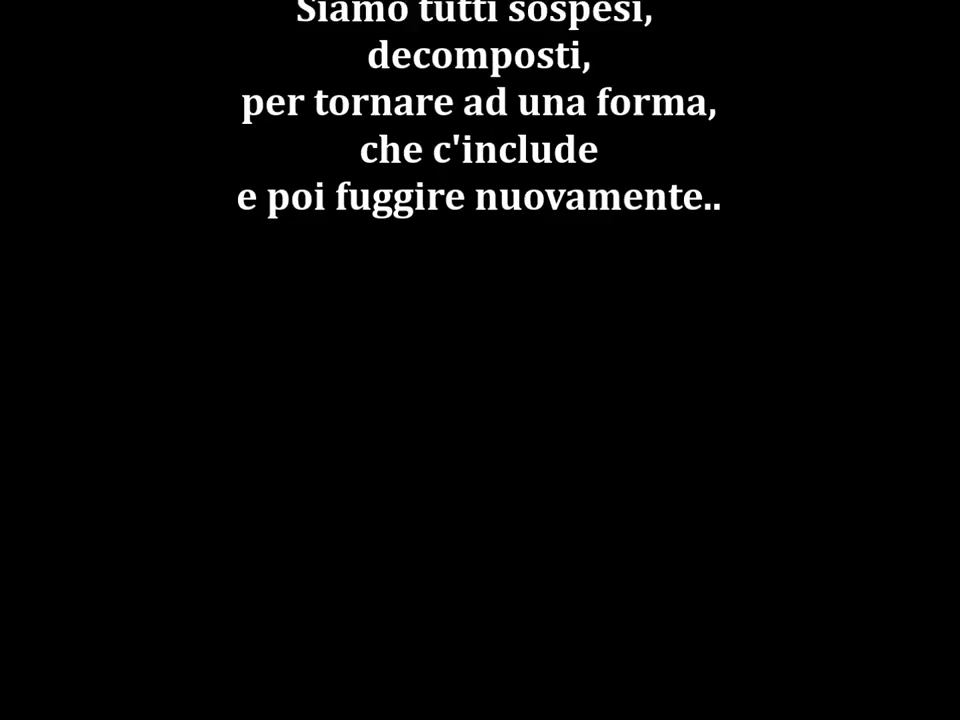 Siamo tutti sospesi,
decomposti,
per tornare ad una forma,
che c'include
e poi fuggire nuovamente..